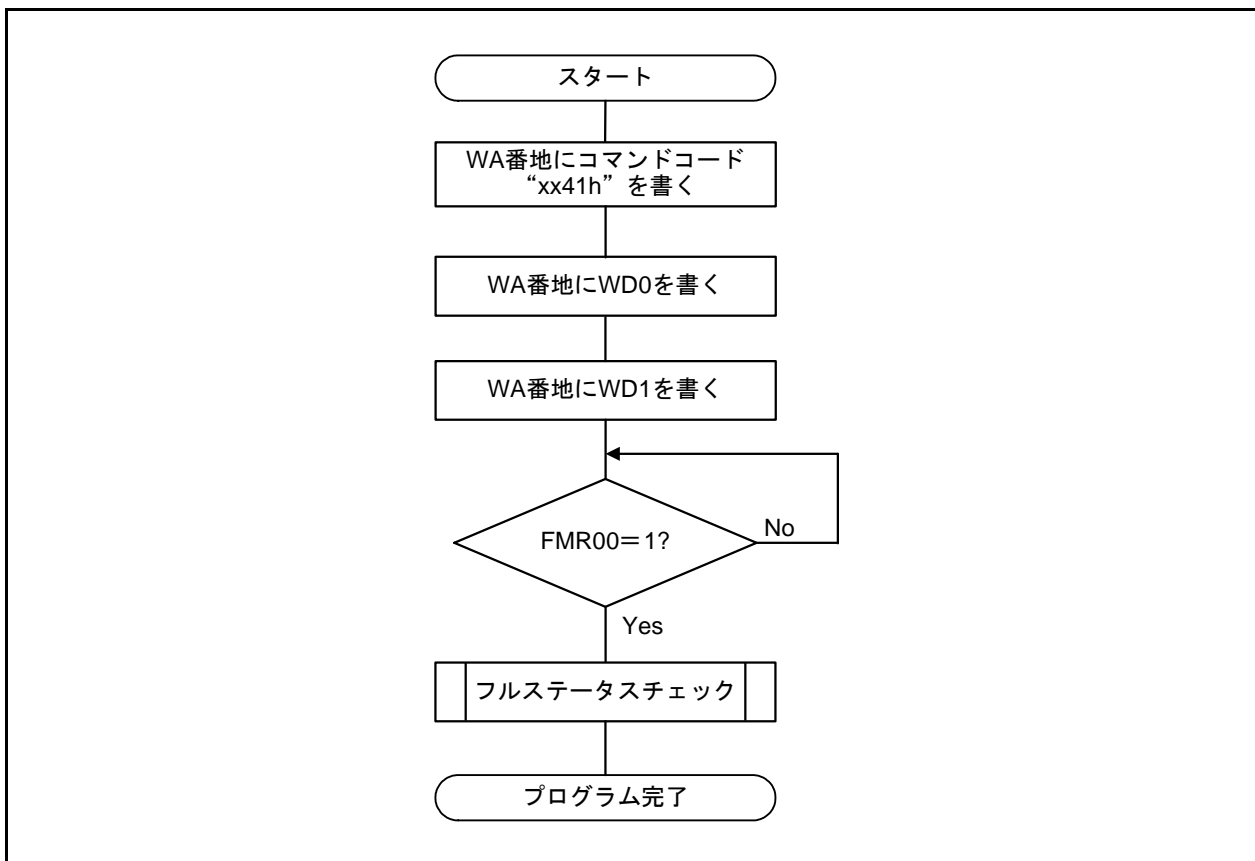 スタート
WA番地にコマンドコード
“xx41h”を書く
WA番地にWD0を書く
WA番地にWD1を書く
FMR00＝1?
No
Yes
フルステータスチェック
プログラム完了